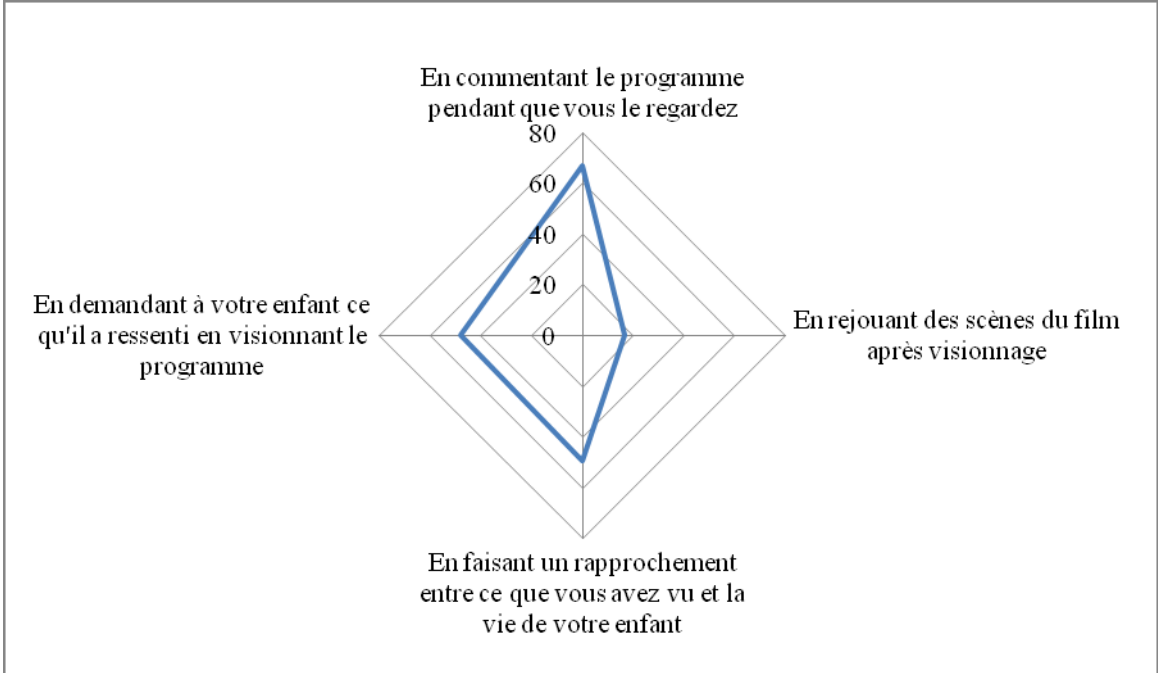 En commentant le programme
pendant que vous le regardez
80
60
40
20
0
En demandant à votre enfant ce
qu'il a ressenti en visionnant le
programme
En rejouant des scènes du film
après visionnage
En faisant un rapprochement
entre ce que vous avez vu et la
vie de votre enfant